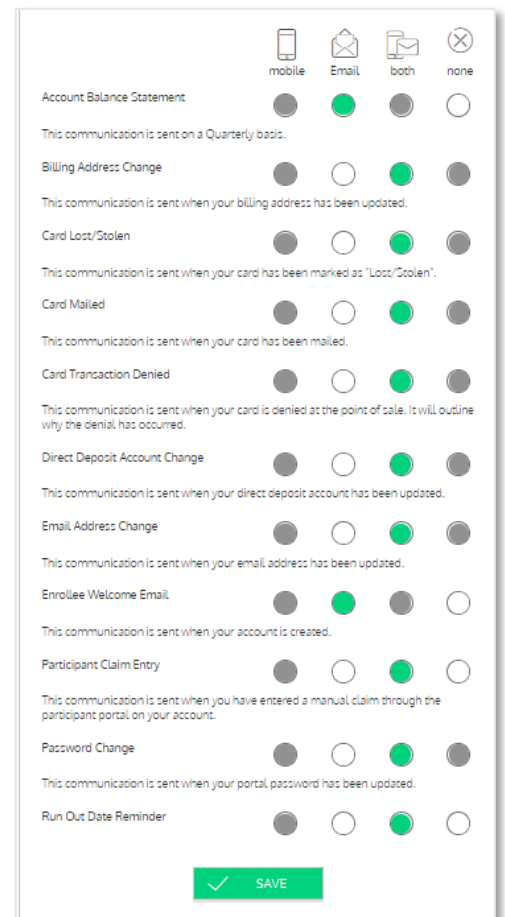 mobile Email both none
Account Balance Statement
This communication is sent on a Quarterly basis.
Billing Address Change
This communication is sent when your billing address has been updated.
Card Lost/Stolen
This communication is sent when your card has been marked as "Lost/Stolen".
Card Mailed
This communication is sent when your card has been mailed.
Card Transaction Denied
This communication is sent when your card is denied at the point of sale. It will outline
why the denial has occurred.
Direct Deposit Account Change
This communication is sent when your direct deposit account has been updated.
Email Address Change
This communication is sent when your email address has been updated.
Enrollee Welcome Email
This communication is sent when your account is created.
Participant Claim Entry
This communication is sent when you have entered a manual claim through the
participant portal on your account.
Password Change
This communication is sent when your portal password has been updated.
Run Out Date Reminder
SAVE